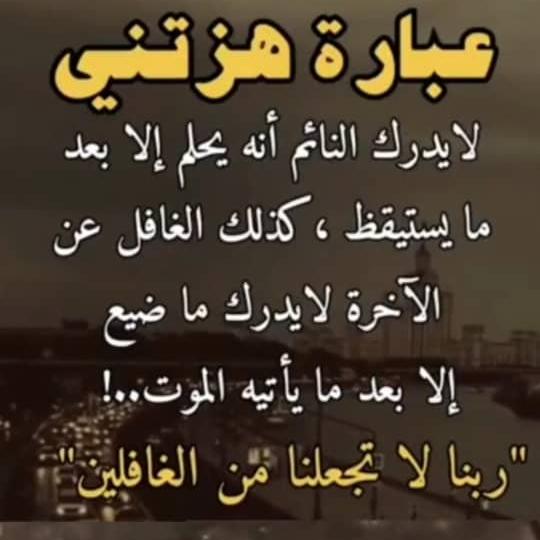 عبارة هزتني
لايدرك النائم أنه يحلم إلا بعد
ما يستيقظ ، كذلك الغافل عن
الآخرة لايدرك ما ضيع
إلا بعد ما يأتيه الموت..!
"ربنا لا تجعلنا من الغافلين"